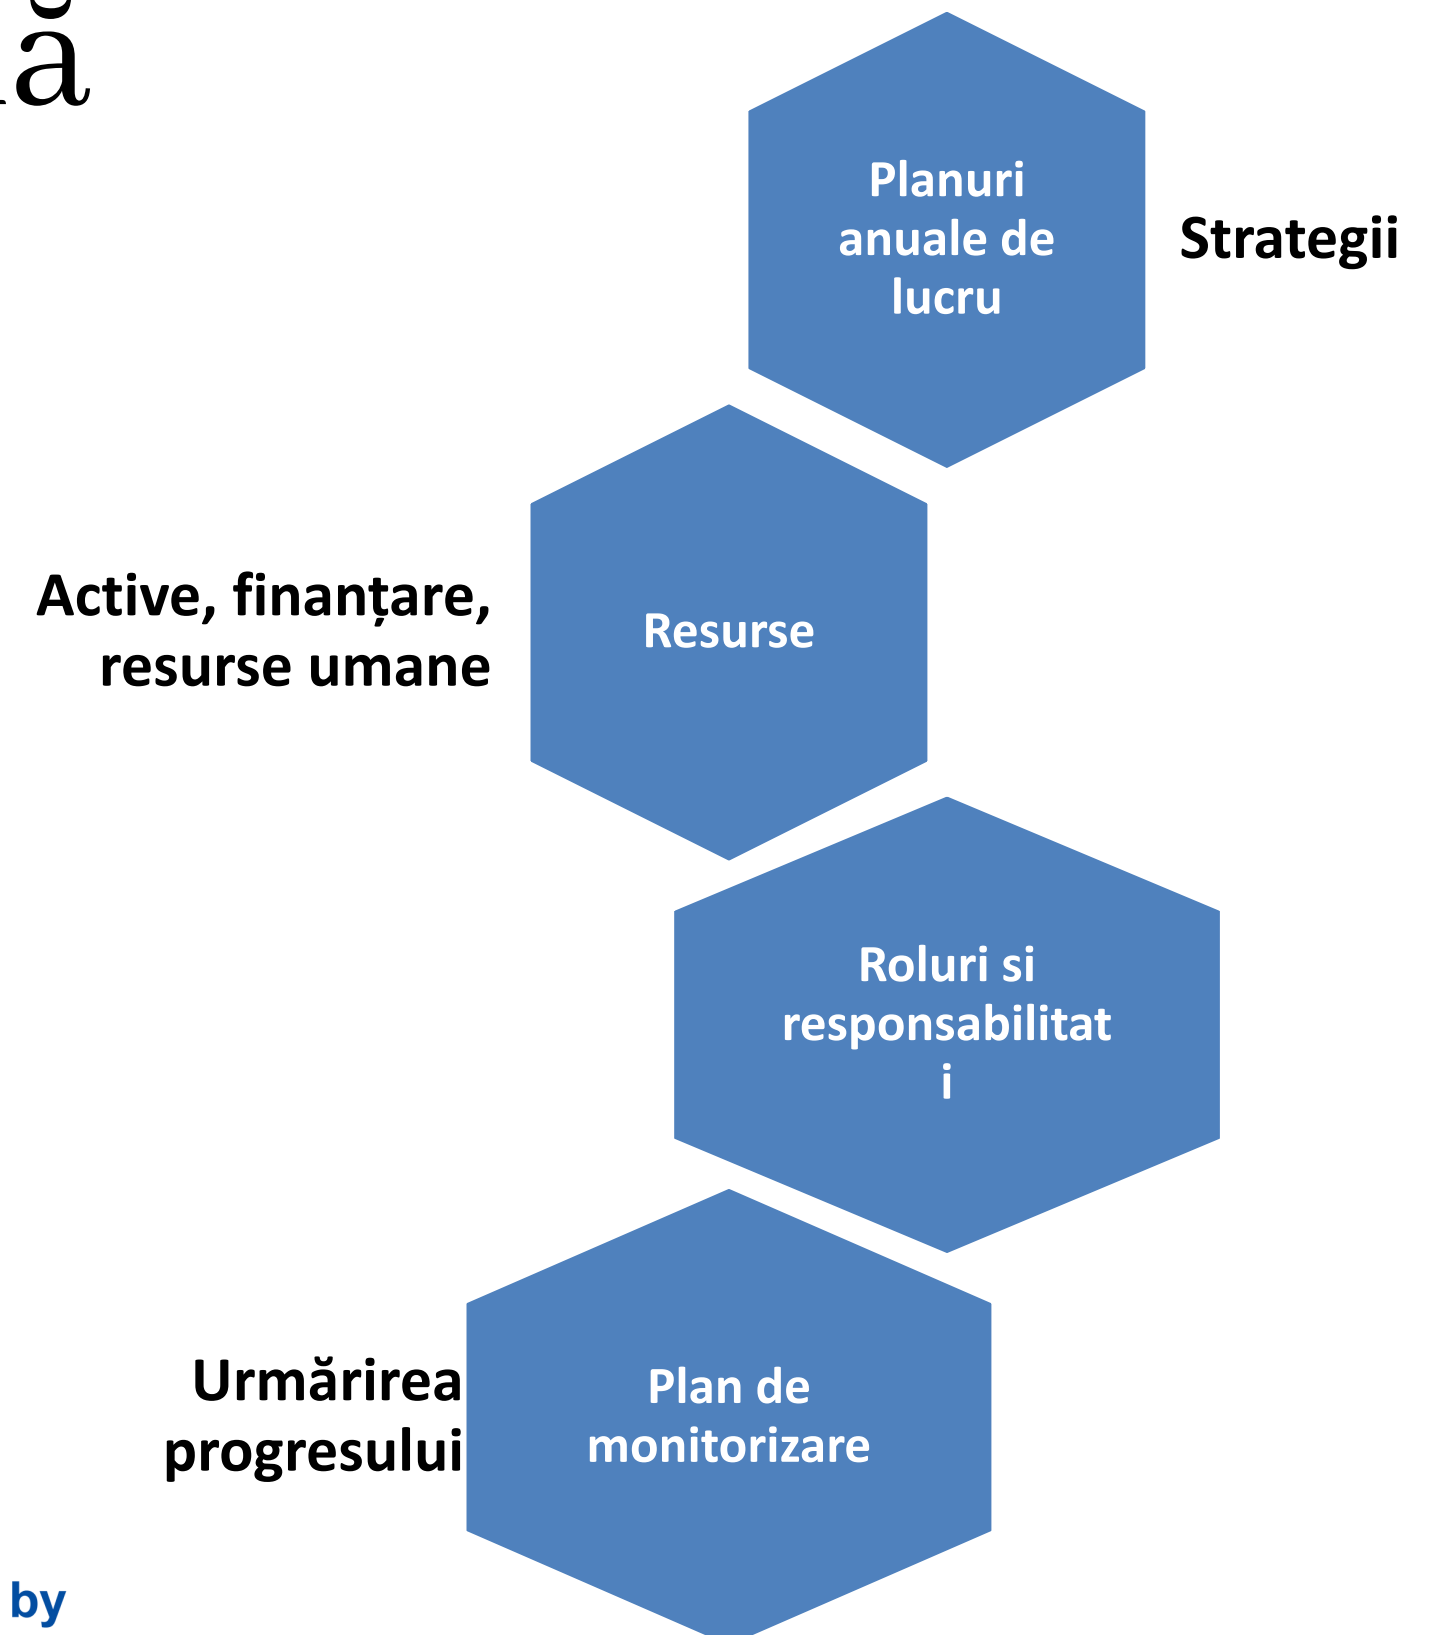 Planuri
anuale de
lucru
Strategii
Active, finanțare,
resurse umane
Resurse
Roluri si
responsabilitat
i
Urmărirea
progresului
Plan de
monitorizare
by